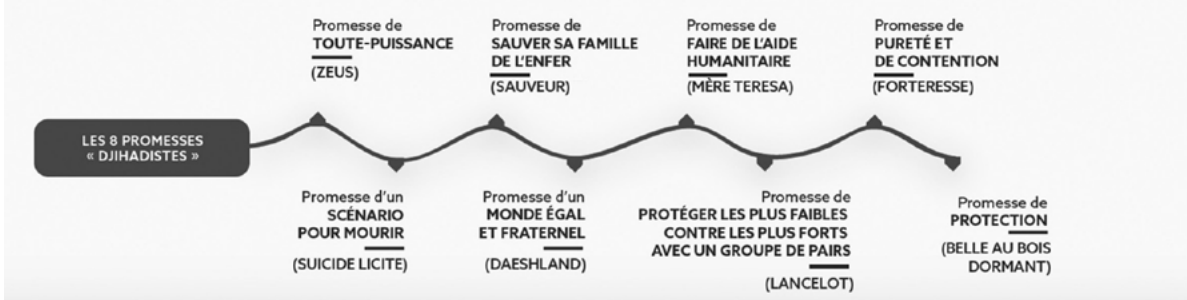 LES 8 PROMESSES
« DJIHADISTES »
Promesse de
TOUTE-PUISSANCE
(ZEUS)
Promesse d'un
SCÉNARIO
POUR MOURIR
(SUICIDE LICITE)
Promesse de
SAUVER SA FAMILLE
DE L'ENFER
(SAUVEUR)
Promesse d'un
MONDE ÉGAL
ET FRATERNEL
(DAESHLAND)
Promesse de
FAIRE DE L'AIDE
HUMANITAIRE
(MÈRE TERESA)
Promesse de
PROTÉGER LES PLUS FAIBLES
CONTRE LES PLUS FORTS
AVEC UN GROUPE DE PAIRS
(LANCELOT)
Promesse de
PURETÉ ET
DE CONTENTION
(FORTERESSE)
Promesse de
PROTECTION
(BELLE AU BOIS
DORMANT)